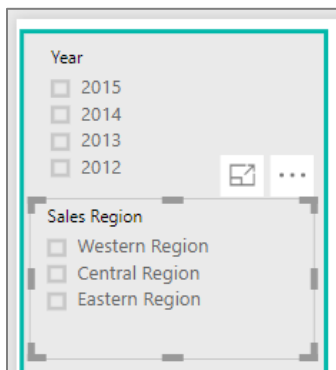 Year
2015
2014
2013
2012
Sales Region
Western Region
Central Region
Eastern Region